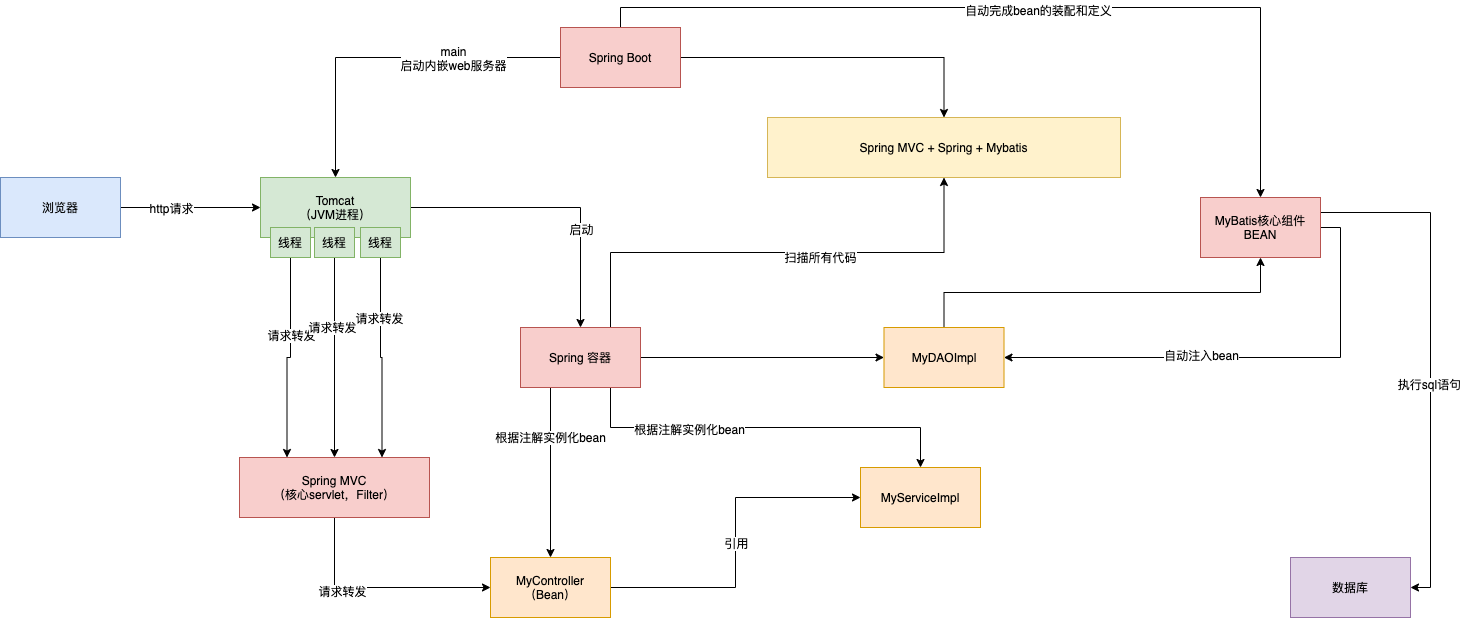 自动完成bean的装配和定义
main
启动内嵌web服务器
Spring Boot
Spring MVC + Spring + Mybatis
浏览器
http请求
Tomcat
（JVM进程）
线程
线程
线程
启动
MyBatis核心组件
BEAN
扫描所有代码
请求转发
请求转发
请求转发
Spring 容器
MyDAOImpl
自动注入bean
执行sql语句
根据注解实例化bean
根据注解实例化bean
Spring MVC
（核心servlet，Filter）
MyServiceImpl
引用
请求转发
MyController
（Bean）
数据库